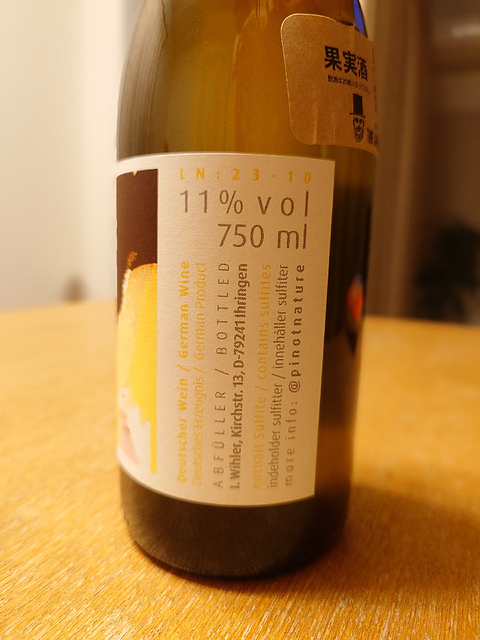 果実酒
LN:23-10
11% vol
750 ml
Deutscher Wein / German Wine
Deutsches Erzeugnis / German Product
ABFÜLLER / BOTTLED
I. Wihler, Kirchstr. 13, D-79241 Ihringen
enthält Sulfite / contains sulfites
indeholder sulfitter / innehåller sulfiter
more info: @pinotnature